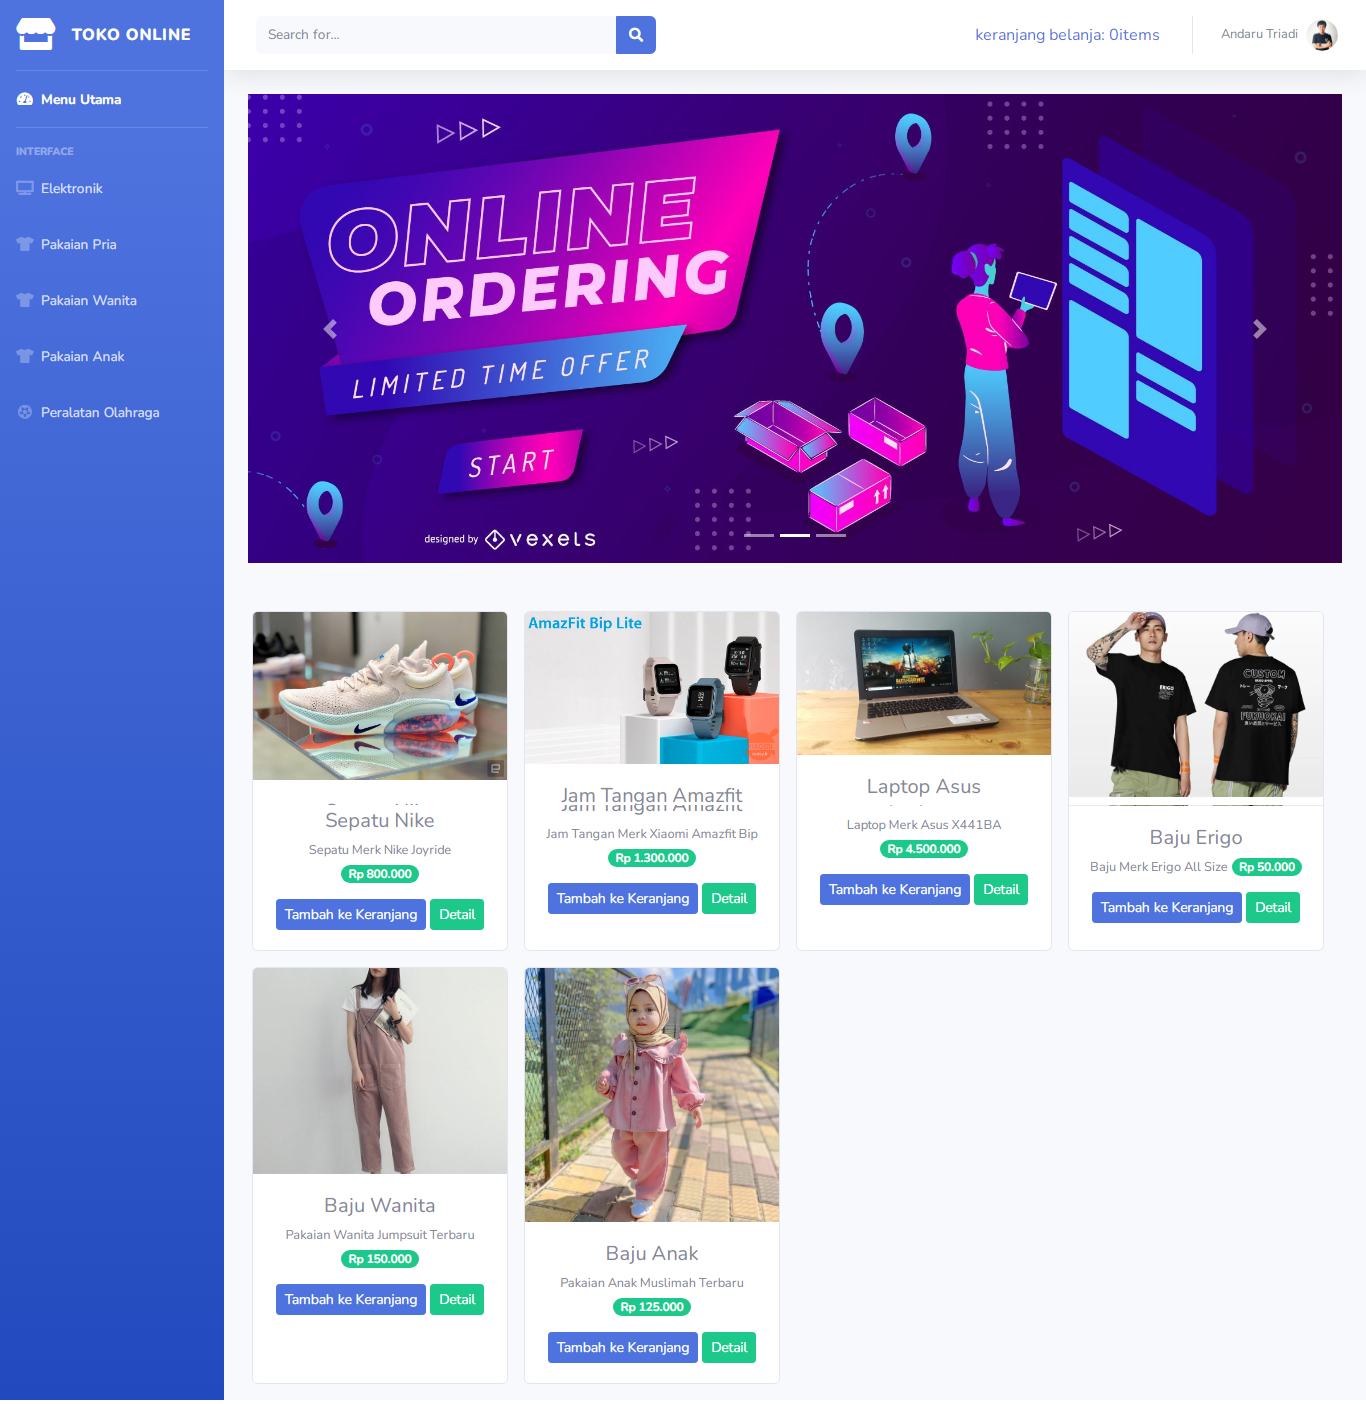 TOKO ONLINE
Search for...
keranjang belanja: 0items
Andaru Triadi
Menu Utama
INTERFACE
Elektronik
Pakaian Pria
Pakaian Wanita
Pakaian Anak
Peralatan Olahraga
ONLINE
ORDERING
LIMITED TIME OFFER
START
designed by vexels
Sepatu Nike
Sepatu Merk Nike Joyride
Rp 800.000
Tambah ke Keranjang Detail
AmazFit Bip Lite
Jam Tangan Amazfit
Jam Tangan Merk Xiaomi Amazfit Bip
Rp 1.300.000
Tambah ke Keranjang Detail
Laptop Asus
Laptop Merk Asus X441BA
Rp 4.500.000
Tambah ke Keranjang Detail
ERIGO
CUSTOM
FUKUOKAI
Baju Erigo
Baju Merk Erigo All Size Rp 50.000
Tambah ke Keranjang Detail
Baju Wanita
Pakaian Wanita Jumpsuit Terbaru
Rp 150.000
Tambah ke Keranjang Detail
Baju Anak
Pakaian Anak Muslimah Terbaru
Rp 125.000
Tambah ke Keranjang Detail